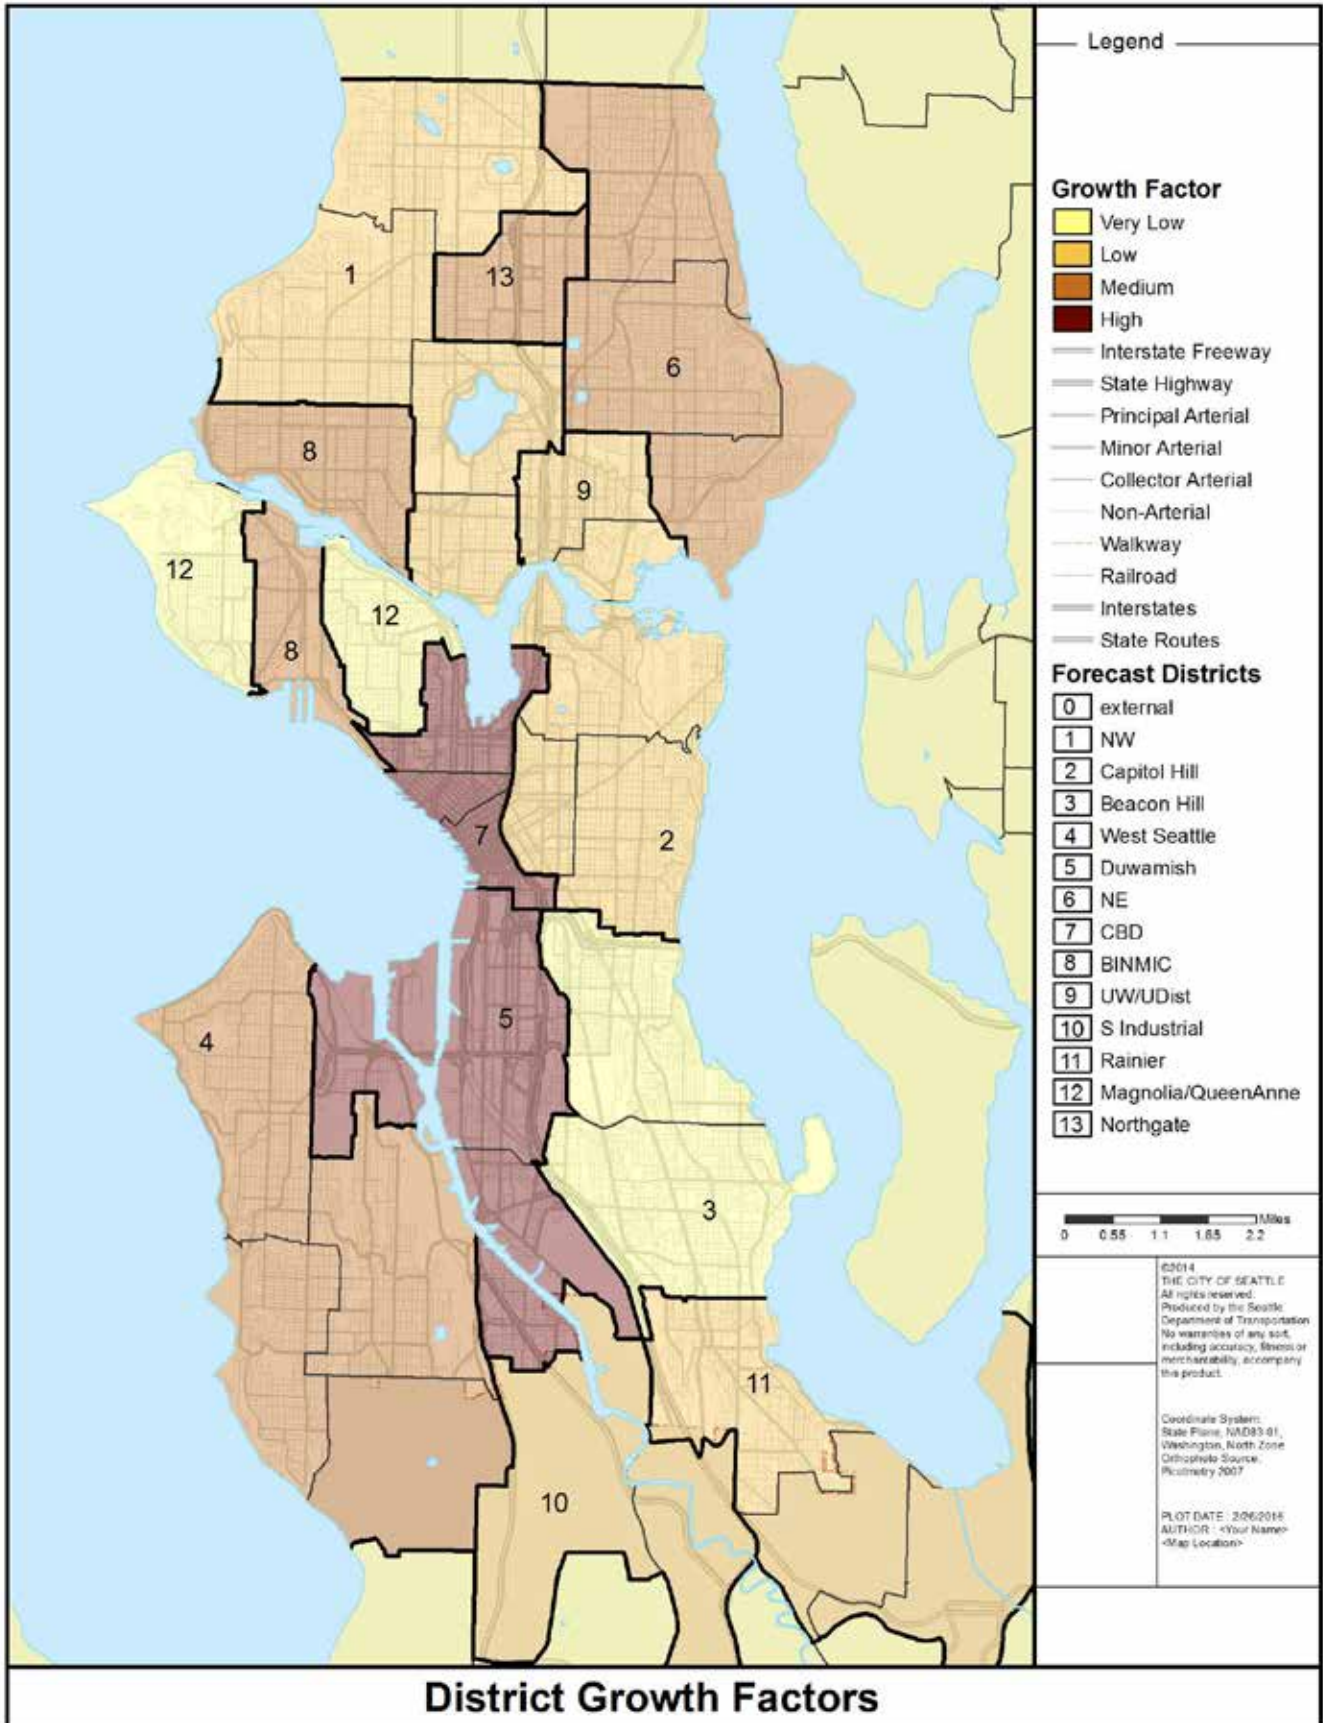 Legend
Growth Factor
Very Low
Low
Medium
High
Interstate Freeway
State Highway
Principal Arterial
Minor Arterial
Collector Arterial
Non-Arterial
Walkway
Railroad
Interstates
State Routes
Forecast Districts
0 external
1 NW
2 Capitol Hill
3 Beacon Hill
4 West Seattle
5 Duwamish
6 NE
7 CBD
8 BINMIC
9 UW/UDist
10 S Industrial
11 Rainier
12 Magnolia/QueenAnne
13 Northgate
Miles
0 0.55 1.1 1.65 2.2
©2014
THE CITY OF SEATTLE
All rights reserved.
Produced by the Seattle
Department of Transportation
No warranties of any sort,
including accuracy, fitness or
merchantability, accompany
this product.
Coordinate System:
State Plane, NAD83-91,
Washington, North Zone
Orthophoto Source:
Pictometry 2007
PLOT DATE : 2/26/2016
AUTHOR : <Your Name>
<Map Location>
1
13
6
8
9
12
12
8
7
2
5
4
3
11
10
District Growth Factors